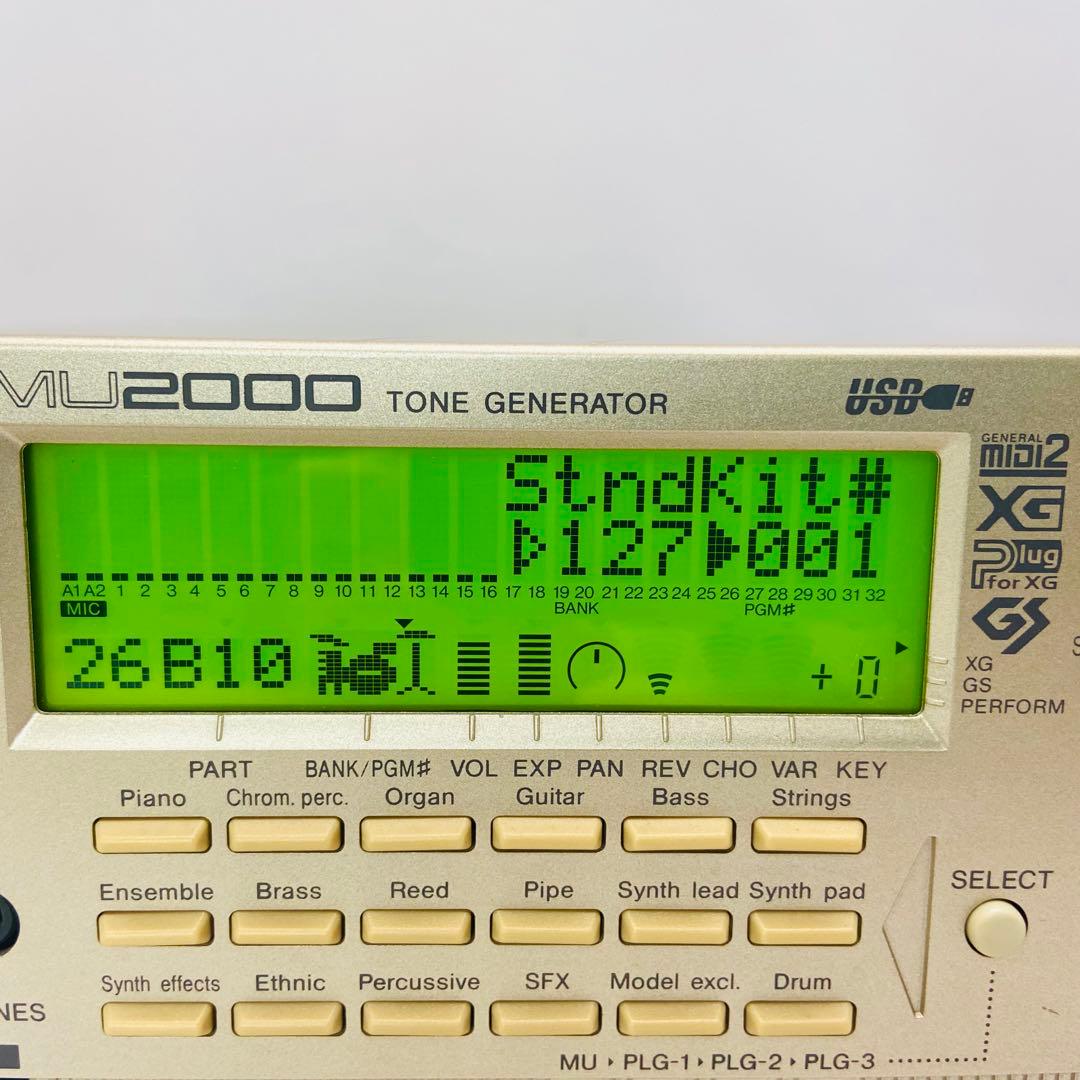 MU2000 TONE GENERATOR
USB
GENERAL
MIDI2
XG
Plug
for XG
GS
StndKit#
127 001
A1 A2 1 2 3 4 5 6 7 8 9 10 11 12 13 14 15 16 17 18 19 20 21 22 23 24 25 26 27 28 29 30 31 32
MIC BANK PGM♯
26B10 + 0
XG
GS
PERFORM
PART BANK/PGM♯ VOL EXP PAN REV CHO VAR KEY
Piano Chrom. perc. Organ Guitar Bass Strings
Ensemble Brass Reed Pipe Synth lead Synth pad
SELECT
Synth effects Ethnic Percussive SFX Model excl. Drum
NES
MU ▸ PLG-1 ▸ PLG-2 ▸ PLG-3